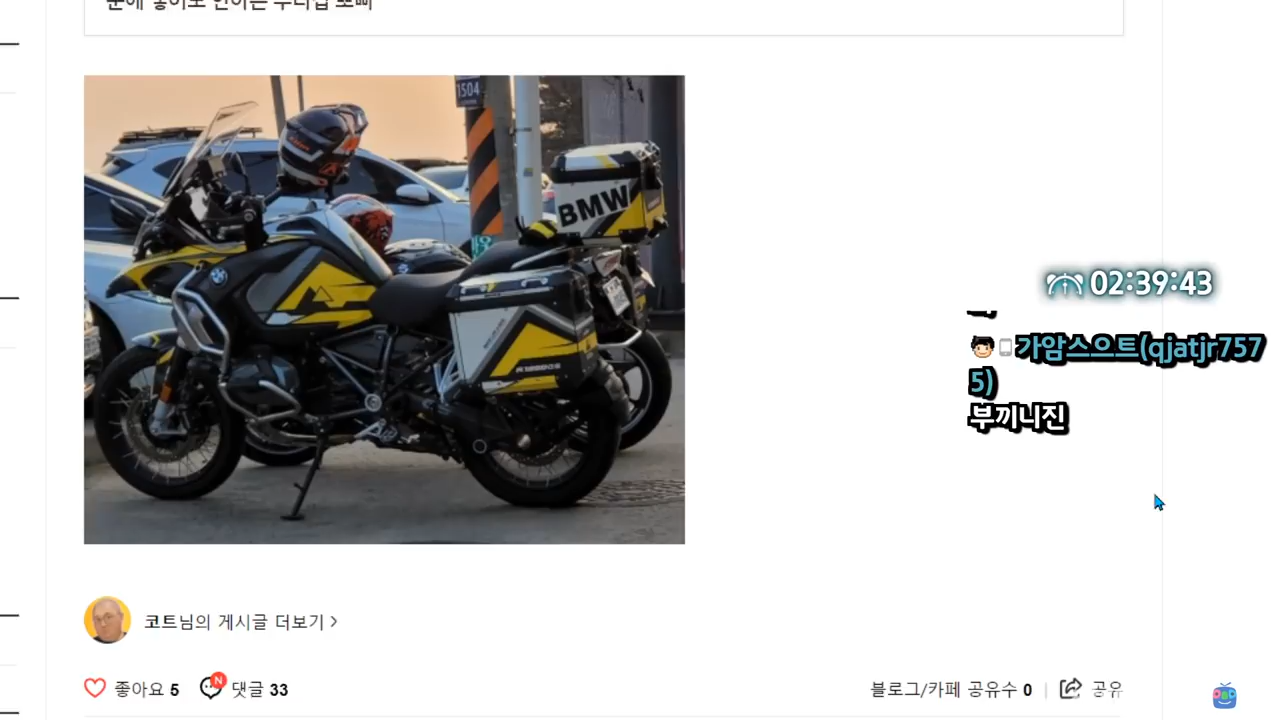 1504
BMW
02:39:43
가암스으트(qjatjr757
5)
부끼니진
코트님의 게시글 더보기 >
좋아요 5 N 댓글 33
블로그/카페 공유수 0 공유